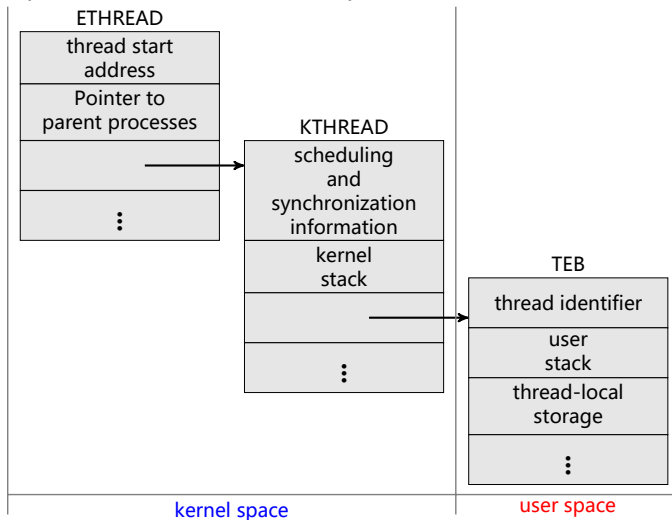 ETHREAD
thread start
address
Pointer to
parent processes
KTHREAD
scheduling
and
synchronization
information
kernel
stack
TEB
thread identifier
user
stack
thread-local
storage
kernel space
user space